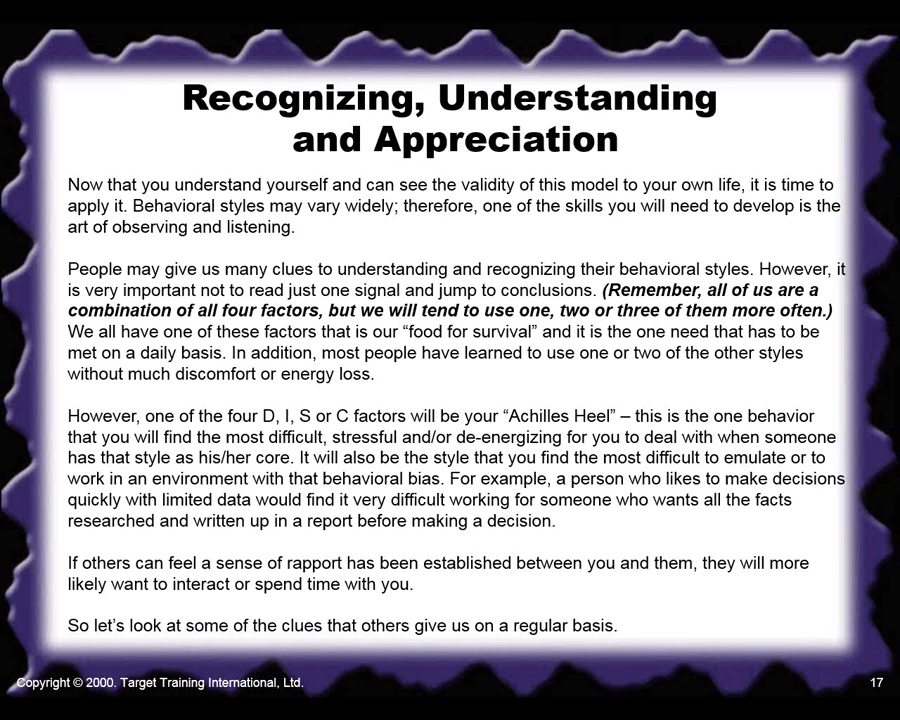 Recognizing, Understanding
and Appreciation
Now that you understand yourself and can see the validity of this model to your own life, it is time to
apply it. Behavioral styles may vary widely; therefore, one of the skills you will need to develop is the
art of observing and listening.
People may give us many clues to understanding and recognizing their behavioral styles. However, it
is very important not to read just one signal and jump to conclusions. (Remember, all of us are a
combination of all four factors, but we will tend to use one, two or three of them more often.)
We all have one of these factors that is our “food for survival” and it is the one need that has to be
met on a daily basis. In addition, most people have learned to use one or two of the other styles
without much discomfort or energy loss.
However, one of the four D, I, S or C factors will be your “Achilles Heel” – this is the one behavior
that you will find the most difficult, stressful and/or de-energizing for you to deal with when someone
has that style as his/her core. It will also be the style that you find the most difficult to emulate or to
work in an environment with that behavioral bias. For example, a person who likes to make decisions
quickly with limited data would find it very difficult working for someone who wants all the facts
researched and written up in a report before making a decision.
If others can feel a sense of rapport has been established between you and them, they will more
likely want to interact or spend time with you.
So let’s look at some of the clues that others give us on a regular basis.
Copyright © 2000. Target Training International, Ltd.
17